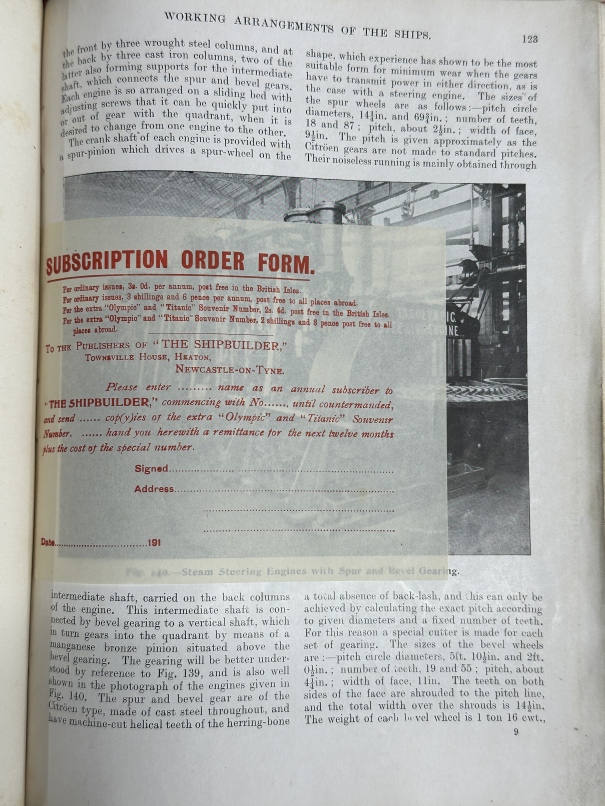 WORKING ARRANGEMENTS OF THE SHIPS.
123
the front by three wrought steel columns, and at
the back by three cast iron columns, two of the
latter also forming supports for the intermediate
shaft, which connects the spur and bevel gears.
Each engine is so arranged on a sliding bed with
adjusting screws that it can be quickly put into
or out of gear with the quadrant, when it is
desired to change from one engine to the other.
The crank shaft of each engine is provided with
a spur-pinion which drives a spur-wheel on the
shape, which experience has shown to be the most
suitable form for minimum wear when the gears
have to transmit power in either direction, as is
the case with a steering engine. The sizes of
the spur wheels are as follows:—pitch circle
diameters, 14¾in. and 69¾in.; number of teeth,
18 and 87; pitch, about 2½in.; width of face,
9½in. The pitch is given approximately as the
Citröen gears are not made to standard pitches.
Their noiseless running is mainly obtained through
SUBSCRIPTION ORDER FORM.
For ordinary issues, 3s. 0d. per annum, post free in the British Isles.
For ordinary issues, 3 shillings and 6 pence per annum, post free to all places abroad.
For the extra "Olympic" and "Titanic" Souvenir Number, 2s. 4d. post free in the British Isles.
For the extra "Olympic" and "Titanic" Souvenir Number, 2 shillings and 8 pence post free to all
places abroad.
To the Publishers of "THE SHIPBUILDER,"
Townsville House, Heaton,
Newcastle-on-Tyne.
Please enter ......... name as an annual subscriber to
"THE SHIPBUILDER," commencing with No....... until countermanded,
and send ...... cop(y)ies of the extra "Olympic" and "Titanic" Souvenir
Number. ...... hand you herewith a remittance for the next twelve months
plus the cost of the special number.
Signed
Address
Date..............................191
Fig. 140.—Steam Steering Engines with Spur and Bevel Gearing.
intermediate shaft, carried on the back columns
of the engine. This intermediate shaft is con-
nected by bevel gearing to a vertical shaft, which
in turn gears into the quadrant by means of a
manganese bronze pinion situated above the
bevel gearing. The gearing will be better under-
stood by reference to Fig. 139, and is also well
shown in the photograph of the engines given in
Fig. 140. The spur and bevel gear are of the
Citröen type, made of cast steel throughout, and
have machine-cut helical teeth of the herring-bone
a total absence of back-lash, and this can only be
achieved by calculating the exact pitch according
to given diameters and a fixed number of teeth.
For this reason a special cutter is made for each
set of gearing. The sizes of the bevel wheels
are:—pitch circle diameters, 5ft. 10½in. and 2ft.
0½in.; number of teeth, 19 and 55; pitch, about
4½in.; width of face, 11in. The teeth on both
sides of the face are shrouded to the pitch line,
and the total width over the shrouds is 14½in.
The weight of each bevel wheel is 1 ton 16 cwt.,
9